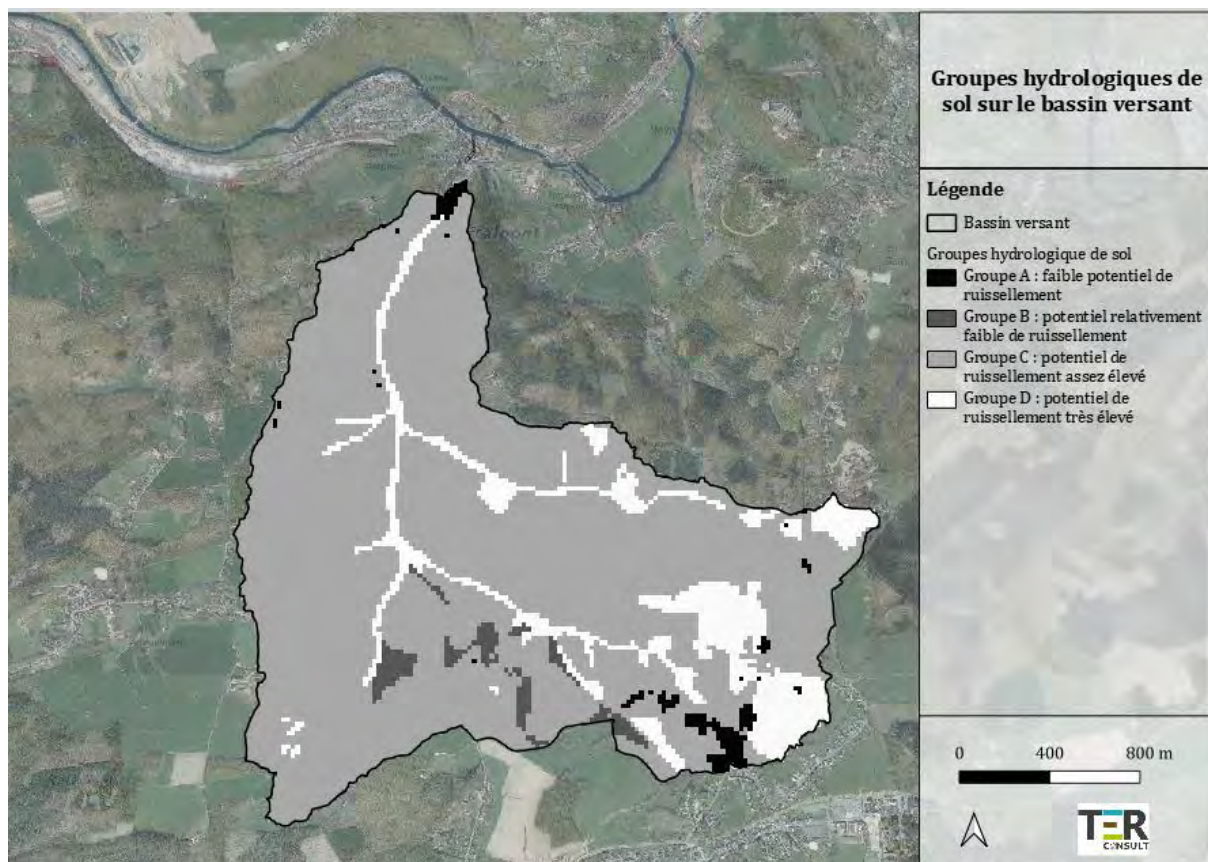 Groupes hydrologiques de
sol sur le bassin versant
Légende
Bassin versant
Groupes hydrologique de sol
Groupe A : faible potentiel de
ruissellement
Groupe B : potentiel relativement
faible de ruissellement
Groupe C : potentiel de
ruissellement assez élevé
Groupe D : potentiel de
ruissellement très élevé
0 400 800 m
TER
CONSULT